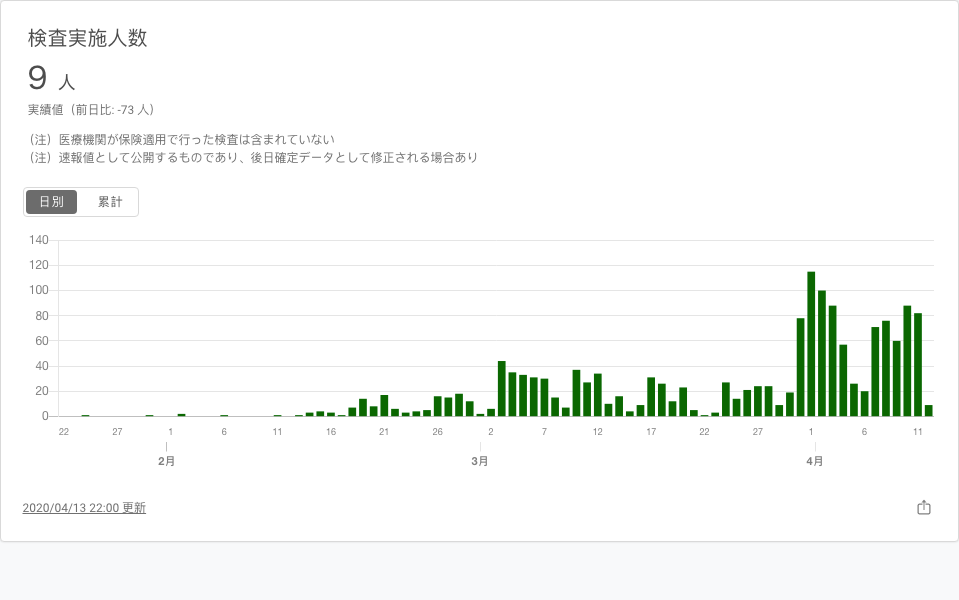 検査実施人数
9 人
実績値（前日比: -73 人）
（注）医療機関が保険適用で行った検査は含まれていない
（注）速報値として公開するものであり、後日確定データとして修正される場合あり
日別 累計
140
120
100
80
60
40
20
0
22 27 1 6 11 16 21 26 2 7 12 17 22 27 1 6 11
2月 3月 4月
2020/04/13 22:00 更新